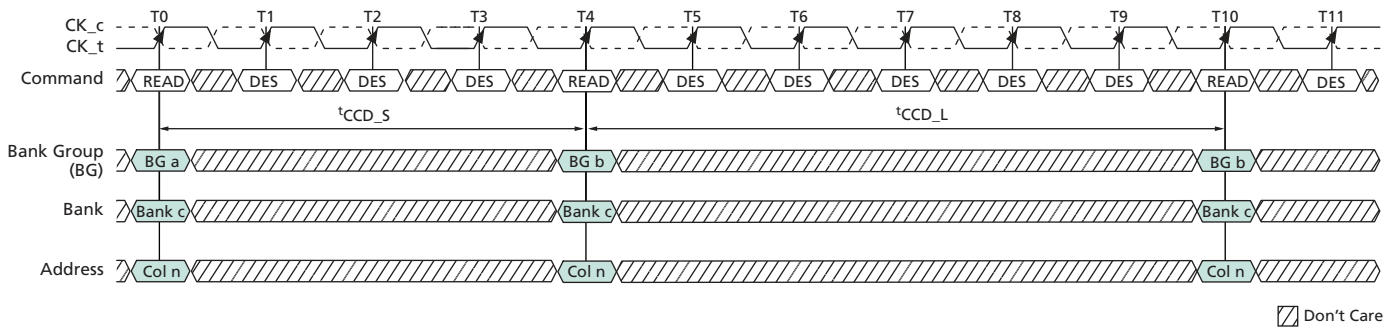 T0 T1 T2 T3 T4 T5 T6 T7 T8 T9 T10 T11
CK_c
CK_t
Command READ DES DES DES READ DES DES DES DES DES READ DES
tCCD_S tCCD_L
Bank Group
(BG)
BG a BG b BG b
Bank Bank c Bank c Bank c
Address Col n Col n Col n
Don't Care